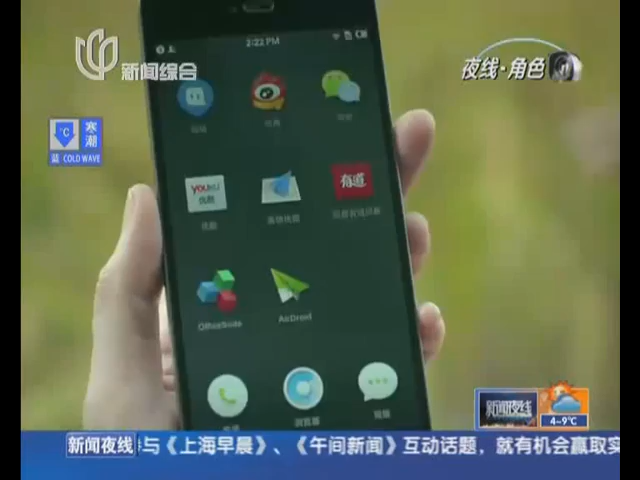 新闻综合
夜线·角色
2:22 PM
℃
寒潮
蓝 COLD WAVE
YOUKU
优酷
有道
OfficeSuite
AirDroid
新闻夜线
4~9℃
新闻夜线
参与《上海早晨》、《午间新闻》互动话题，就有机会赢取实